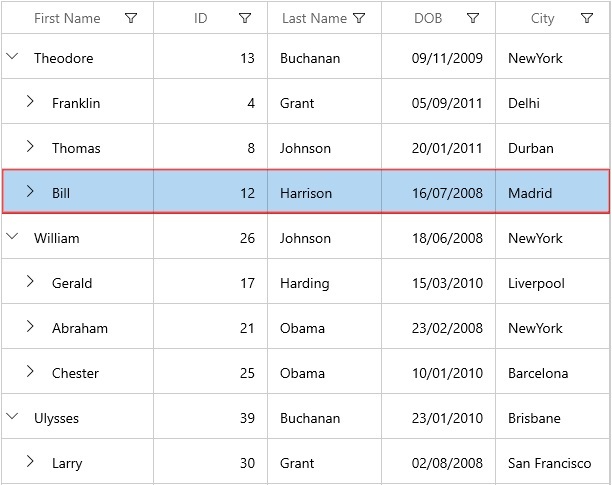 First Name ID Last Name DOB City
Theodore 13 Buchanan 09/11/2009 NewYork
Franklin 4 Grant 05/09/2011 Delhi
Thomas 8 Johnson 20/01/2011 Durban
Bill 12 Harrison 16/07/2008 Madrid
William 26 Johnson 18/06/2008 NewYork
Gerald 17 Harding 15/03/2010 Liverpool
Abraham 21 Obama 23/02/2008 NewYork
Chester 25 Obama 10/01/2010 Barcelona
Ulysses 39 Buchanan 23/01/2010 Brisbane
Larry 30 Grant 02/08/2008 San Francisco